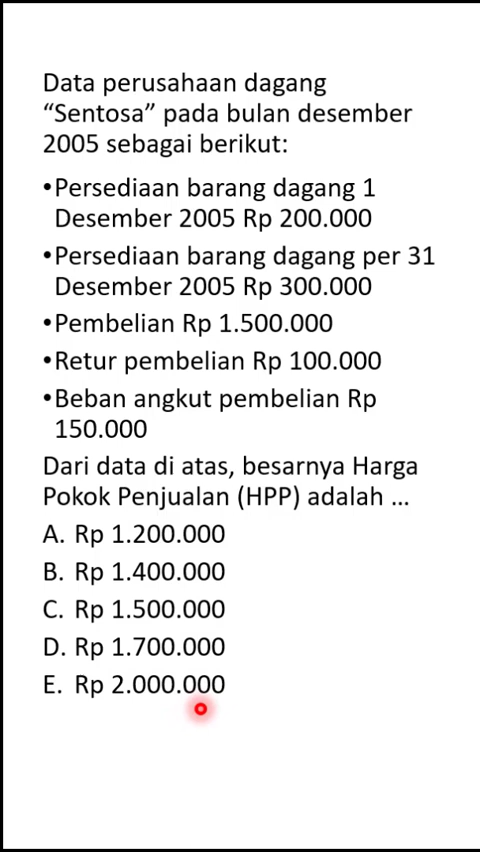 Data perusahaan dagang
“Sentosa” pada bulan desember
2005 sebagai berikut:
•Persediaan barang dagang 1
Desember 2005 Rp 200.000
•Persediaan barang dagang per 31
Desember 2005 Rp 300.000
•Pembelian Rp 1.500.000
•Retur pembelian Rp 100.000
•Beban angkut pembelian Rp
150.000
Dari data di atas, besarnya Harga
Pokok Penjualan (HPP) adalah ...
A. Rp 1.200.000
B. Rp 1.400.000
C. Rp 1.500.000
D. Rp 1.700.000
E. Rp 2.000.000